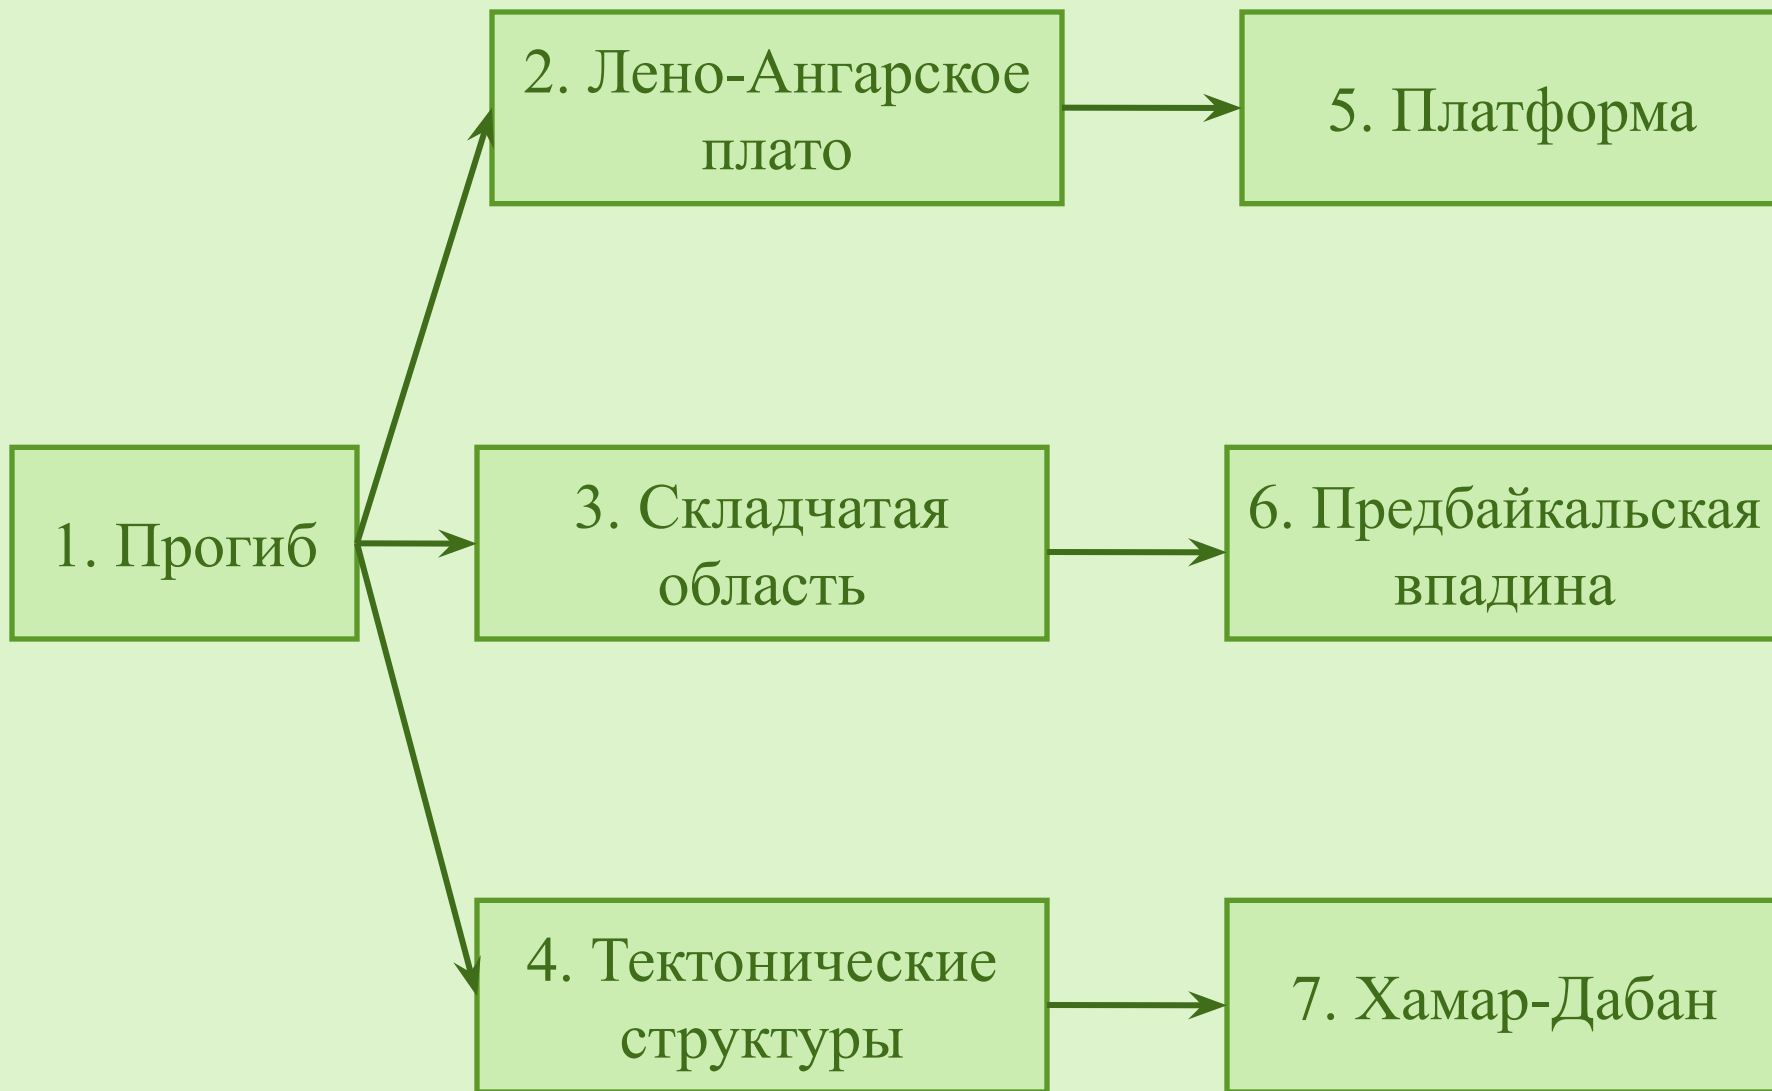 1. Прогиб
2. Лено-Ангарское
плато
3. Складчатая
область
4. Тектонические
структуры
5. Платформа
6. Предбайкальская
впадина
7. Хамар-Дабан